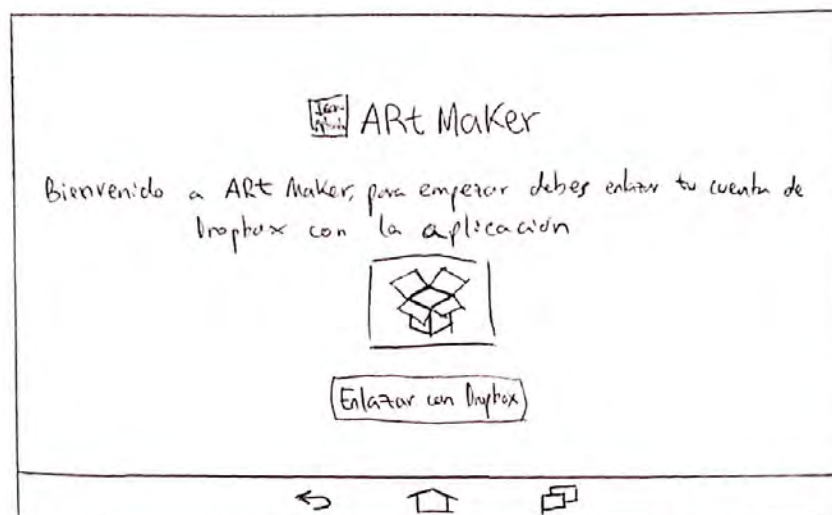 ARt Maker
Bienvenido a ARt Maker, para empezar debes enlazar tu cuenta de
Dropbox con la aplicación
Enlazar con Dropbox